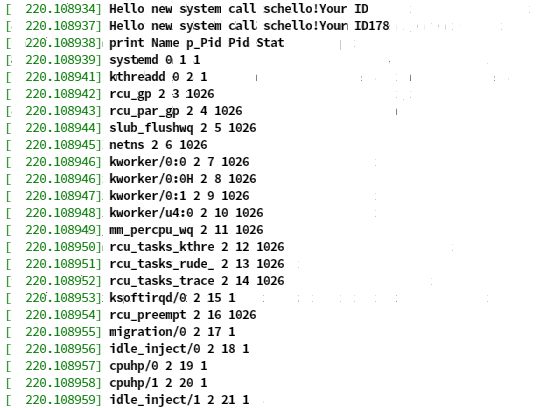 [  220.108934] Hello new system call schello!Your ID
[  220.108937] Hello new system call schello!Your ID178
[  220.108938] print Name p_Pid Pid Stat
[  220.108939] systemd 0 1 1
[  220.108941] kthreadd 0 2 1
[  220.108942] rcu_gp 2 3 1026
[  220.108943] rcu_par_gp 2 4 1026
[  220.108944] slub_flushwq 2 5 1026
[  220.108945] netns 2 6 1026
[  220.108946] kworker/0:0 2 7 1026
[  220.108946] kworker/0:0H 2 8 1026
[  220.108947] kworker/0:1 2 9 1026
[  220.108948] kworker/u4:0 2 10 1026
[  220.108949] mm_percpu_wq 2 11 1026
[  220.108950] rcu_tasks_kthre 2 12 1026
[  220.108951] rcu_tasks_rude_ 2 13 1026
[  220.108952] rcu_tasks_trace 2 14 1026
[  220.108953] ksoftirqd/0 2 15 1
[  220.108954] rcu_preempt 2 16 1026
[  220.108955] migration/0 2 17 1
[  220.108956] idle_inject/0 2 18 1
[  220.108957] cpuhp/0 2 19 1
[  220.108958] cpuhp/1 2 20 1
[  220.108959] idle_inject/1 2 21 1